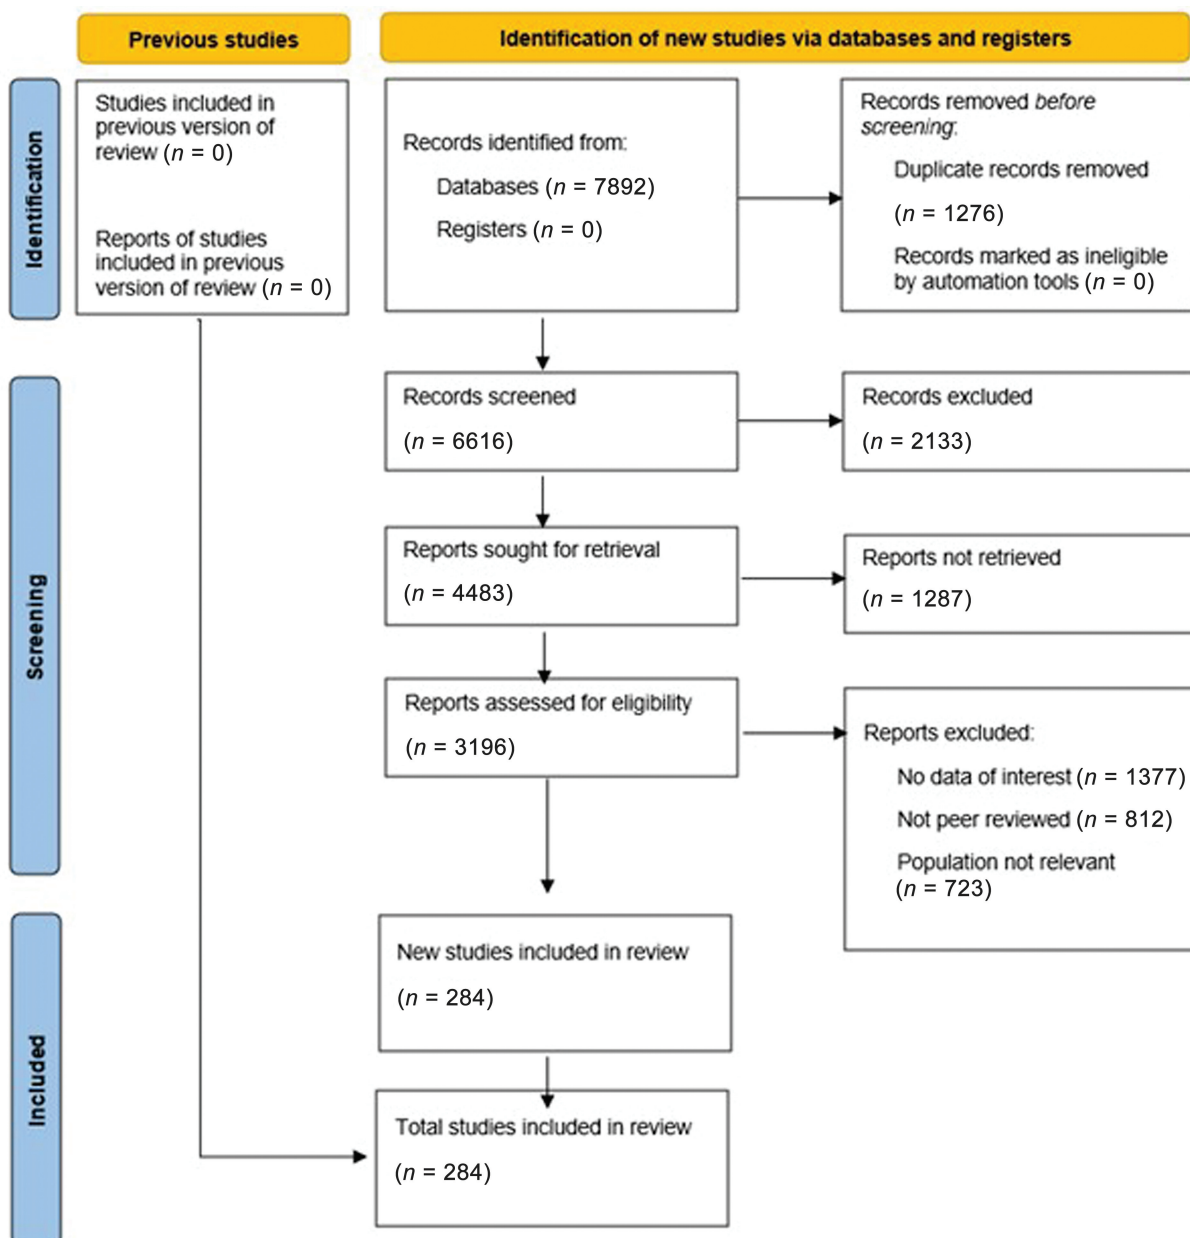 Previous studies
Identification of new studies via databases and registers
Identification
Studies included in
previous version of
review (n = 0)
Reports of studies
included in previous
version of review (n = 0)
Records identified from:
Databases (n = 7892)
Registers (n = 0)
Records removed before
screening:
Duplicate records removed
(n = 1276)
Records marked as ineligible
by automation tools (n = 0)
Screening
Records screened
(n = 6616)
Records excluded
(n = 2133)
Reports sought for retrieval
(n = 4483)
Reports not retrieved
(n = 1287)
Reports assessed for eligibility
(n = 3196)
Reports excluded:
No data of interest (n = 1377)
Not peer reviewed (n = 812)
Population not relevant
(n = 723)
Included
New studies included in review
(n = 284)
Total studies included in review
(n = 284)